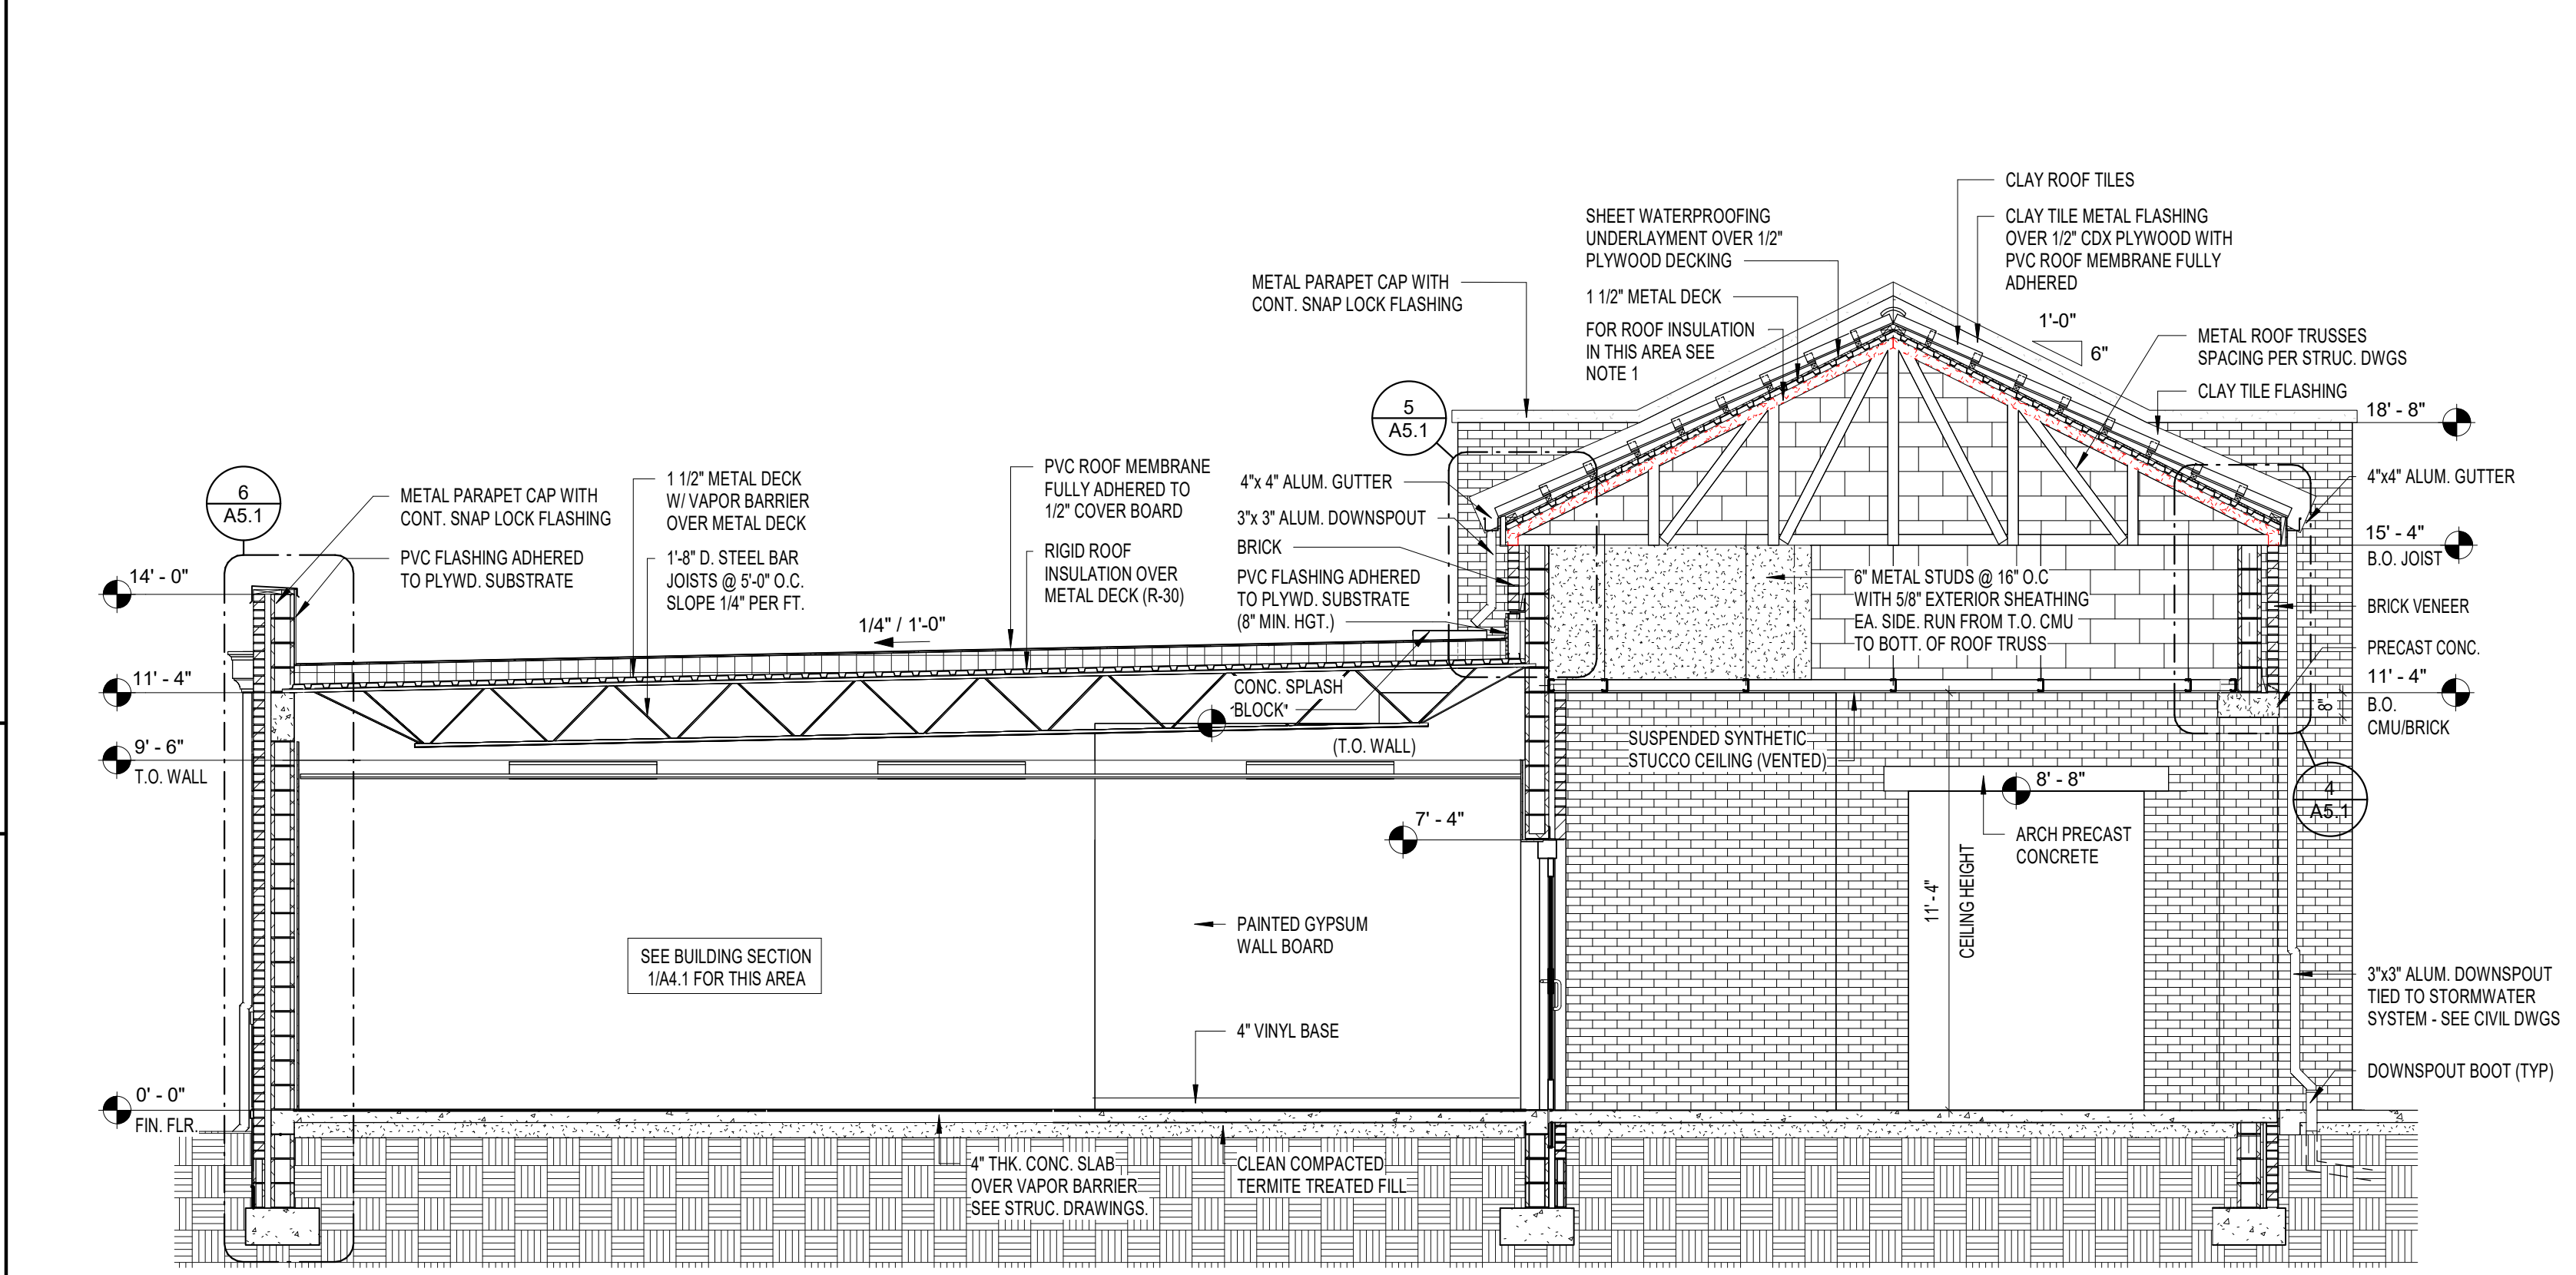 CLAY ROOF TILES
SHEET WATERPROOFING
UNDERLAYMENT OVER 1/2"
PLYWOOD DECKING
CLAY TILE METAL FLASHING
OVER 1/2" CDX PLYWOOD WITH
PVC ROOF MEMBRANE FULLY
ADHERED
METAL PARAPET CAP WITH
CONT. SNAP LOCK FLASHING
1 1/2" METAL DECK
FOR ROOF INSULATION
IN THIS AREA SEE
NOTE 1
1'-0"
6"
METAL ROOF TRUSSES
SPACING PER STRUC. DWGS
CLAY TILE FLASHING
5
A5.1
18' - 8"
6
A5.1
METAL PARAPET CAP WITH
CONT. SNAP LOCK FLASHING
PVC FLASHING ADHERED
TO PLYWD. SUBSTRATE
1 1/2" METAL DECK
W/ VAPOR BARRIER
OVER METAL DECK
1'-8" D. STEEL BAR
JOISTS @ 5'-0" O.C.
SLOPE 1/4" PER FT.
PVC ROOF MEMBRANE
FULLY ADHERED TO
1/2" COVER BOARD
RIGID ROOF
INSULATION OVER
METAL DECK (R-30)
4"x 4" ALUM. GUTTER
3"x 3" ALUM. DOWNSPOUT
BRICK
PVC FLASHING ADHERED
TO PLYWD. SUBSTRATE
(8" MIN. HGT.)
4"x4" ALUM. GUTTER
15' - 4"
B.O. JOIST
6" METAL STUDS @ 16" O.C
WITH 5/8" EXTERIOR SHEATHING
EA. SIDE. RUN FROM T.O. CMU
TO BOTT. OF ROOF TRUSS
BRICK VENEER
PRECAST CONC.
14' - 0"
1/4" / 1'-0"
11' - 4"
11' - 4"
B.O.
CMU/BRICK
8"
CONC. SPLASH
BLOCK
(T.O. WALL)
9' - 6"
T.O. WALL
SUSPENDED SYNTHETIC
STUCCO CEILING (VENTED)
8' - 8"
4
A5.1
7' - 4"
ARCH PRECAST
CONCRETE
11'-4"
CEILING HEIGHT
PAINTED GYPSUM
WALL BOARD
SEE BUILDING SECTION
1/A4.1 FOR THIS AREA
3"x3" ALUM. DOWNSPOUT
TIED TO STORMWATER
SYSTEM - SEE CIVIL DWGS
4" VINYL BASE
DOWNSPOUT BOOT (TYP)
0' - 0"
FIN. FLR.
4" THK. CONC. SLAB
OVER VAPOR BARRIER
SEE STRUC. DRAWINGS.
CLEAN COMPACTED
TERMITE TREATED FILL